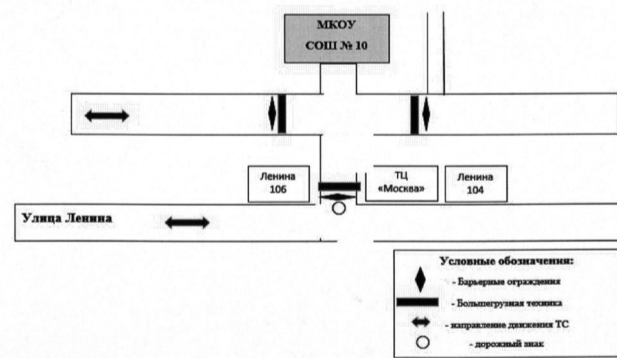 МКОУ
СОШ № 10
Ленина
106
ТЦ
«Москва»
Ленина
104
Улица Ленина
Условные обозначения:
- Барьерные ограждения
- Большегрузная техника
- направление движения ТС
- дорожный знак